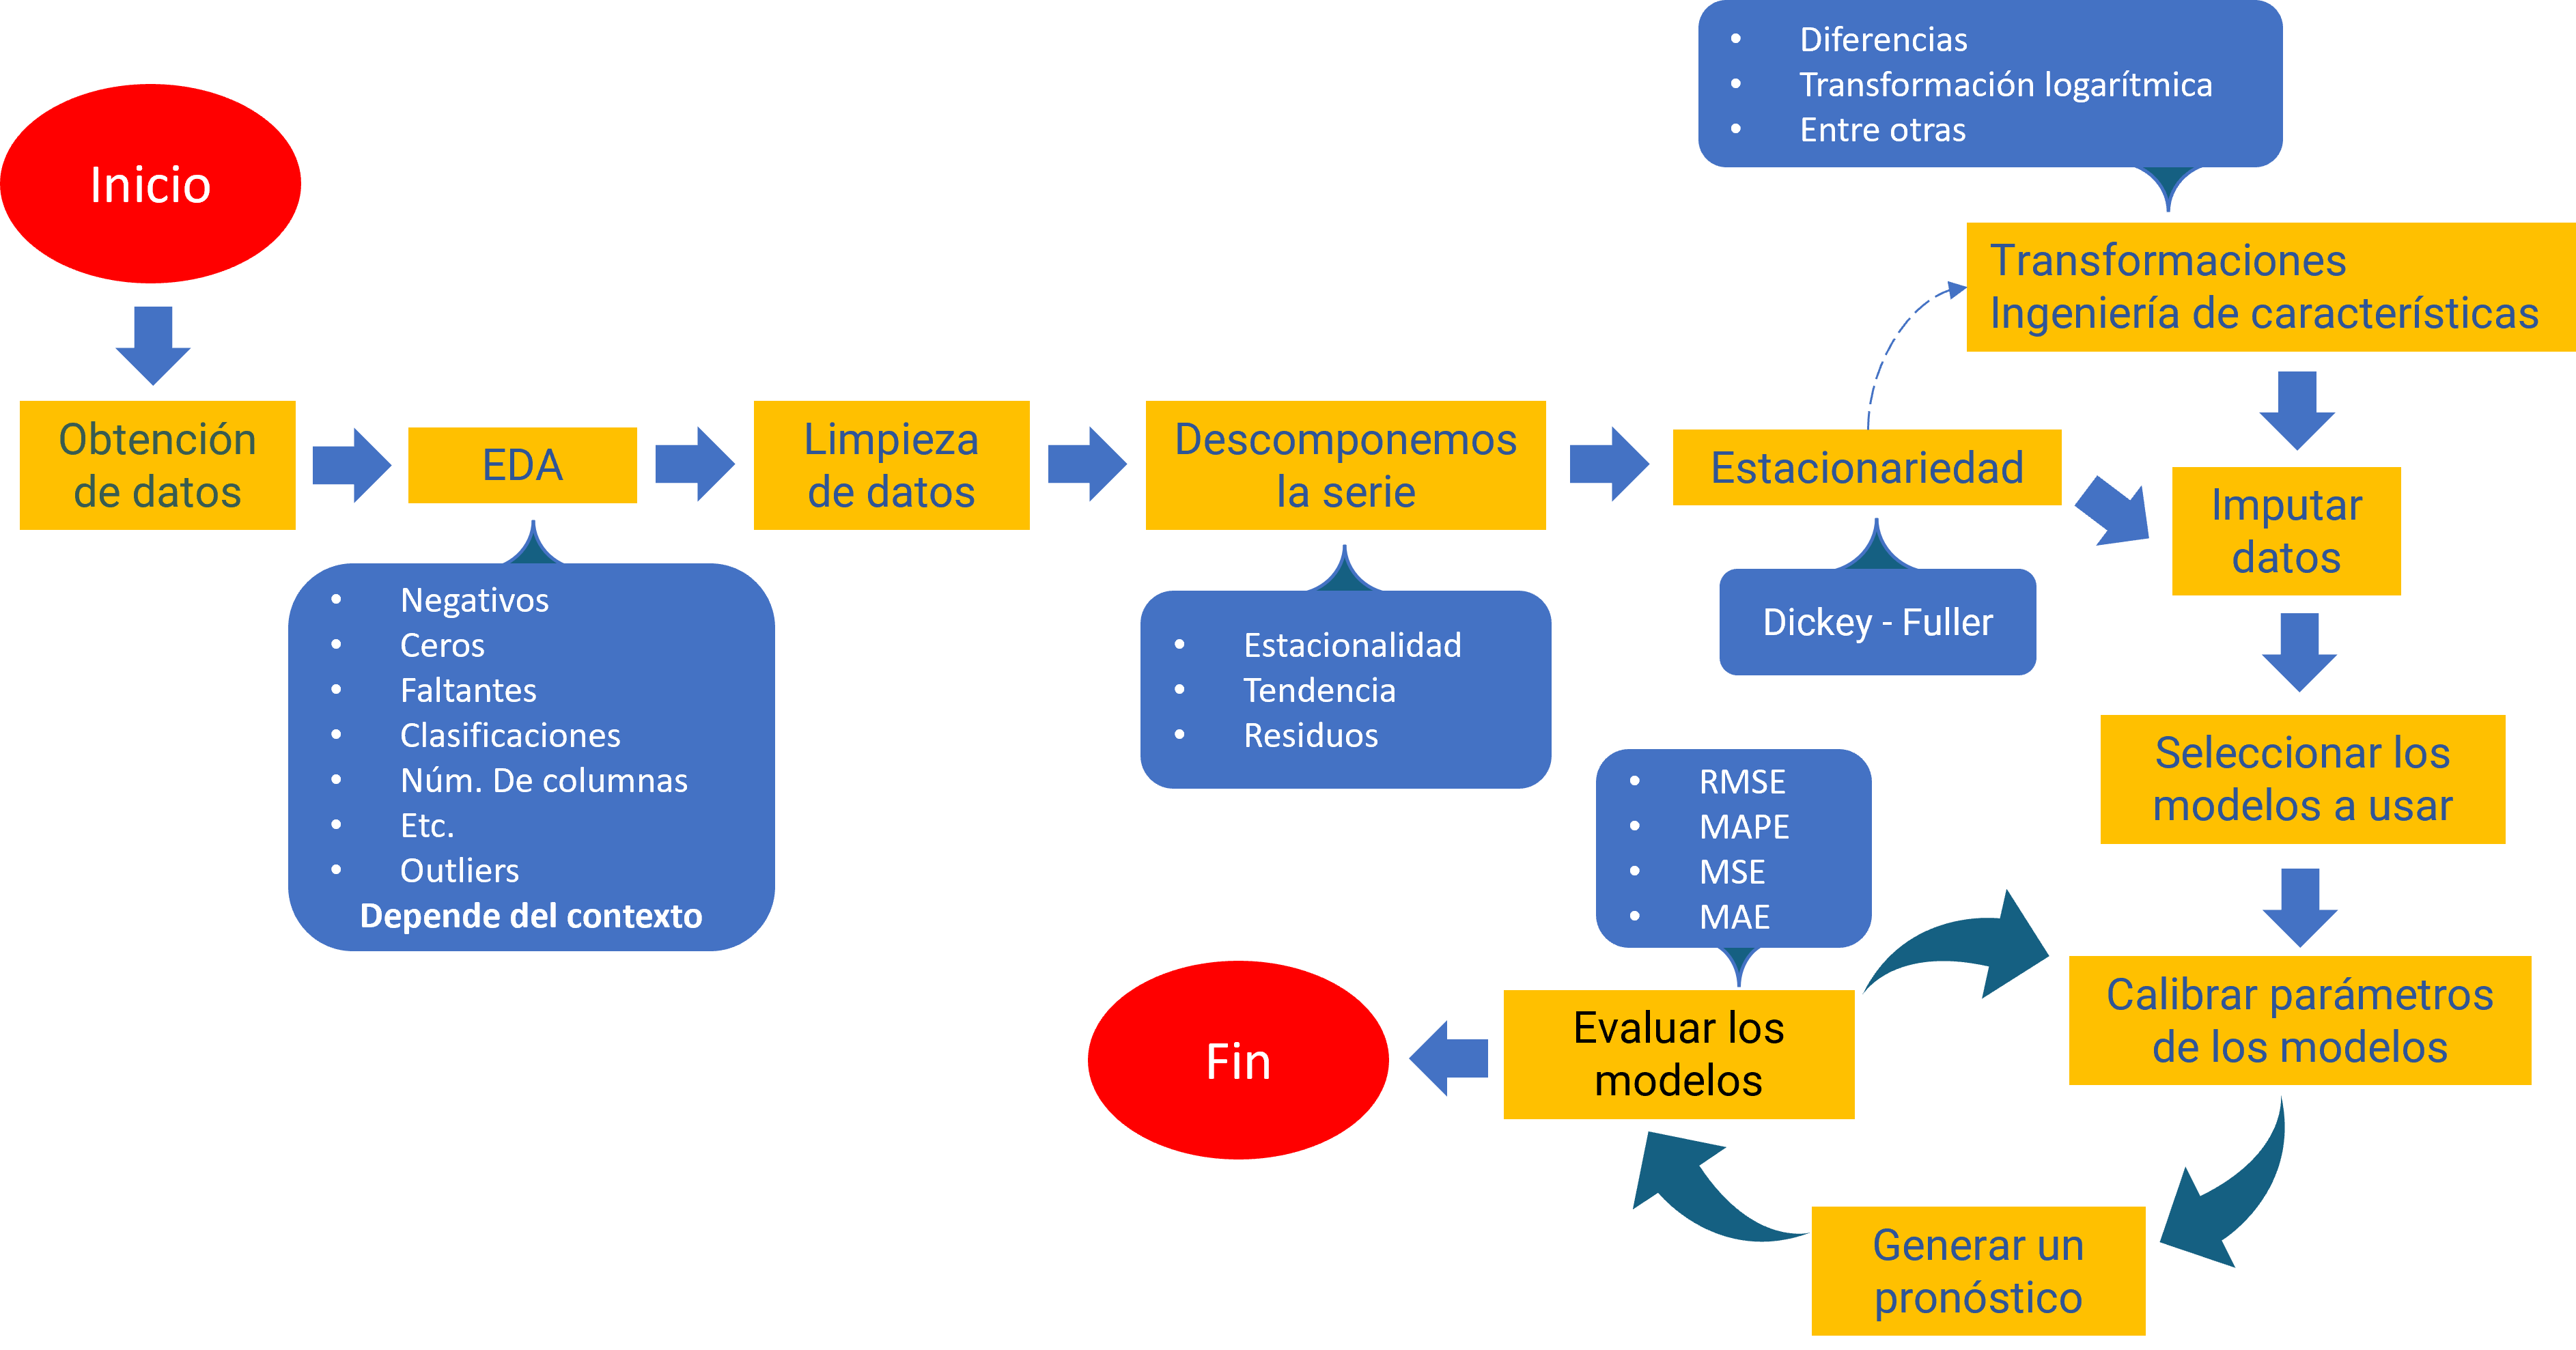 Inicio
Obtención
de datos
EDA
• Negativos
• Ceros
• Faltantes
• Clasificaciones
• Núm. De columnas
• Etc.
• Outliers
Depende del contexto
Limpieza
de datos
Descomponemos
la serie
• Estacionalidad
• Tendencia
• Residuos
Estacionariedad
Dickey - Fuller
• Diferencias
• Transformación logarítmica
• Entre otras
Transformaciones
Ingeniería de características
Imputar
datos
Seleccionar los
modelos a usar
Calibrar parámetros
de los modelos
Generar un
pronóstico
• RMSE
• MAPE
• MSE
• MAE
Evaluar los
modelos
Fin